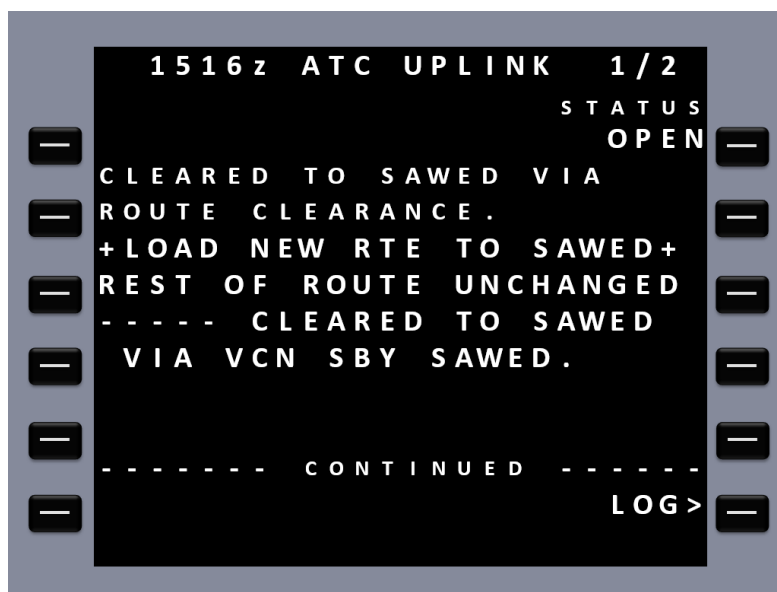 1516z ATC UPLINK 1/2
STATUS
OPEN
CLEARED TO SAWED VIA
ROUTE CLEARANCE.
+LOAD NEW RTE TO SAWED+
REST OF ROUTE UNCHANGED
----- CLEARED TO SAWED
VIA VCN SBY SAWED.
------- CONTINUED ------
LOG>